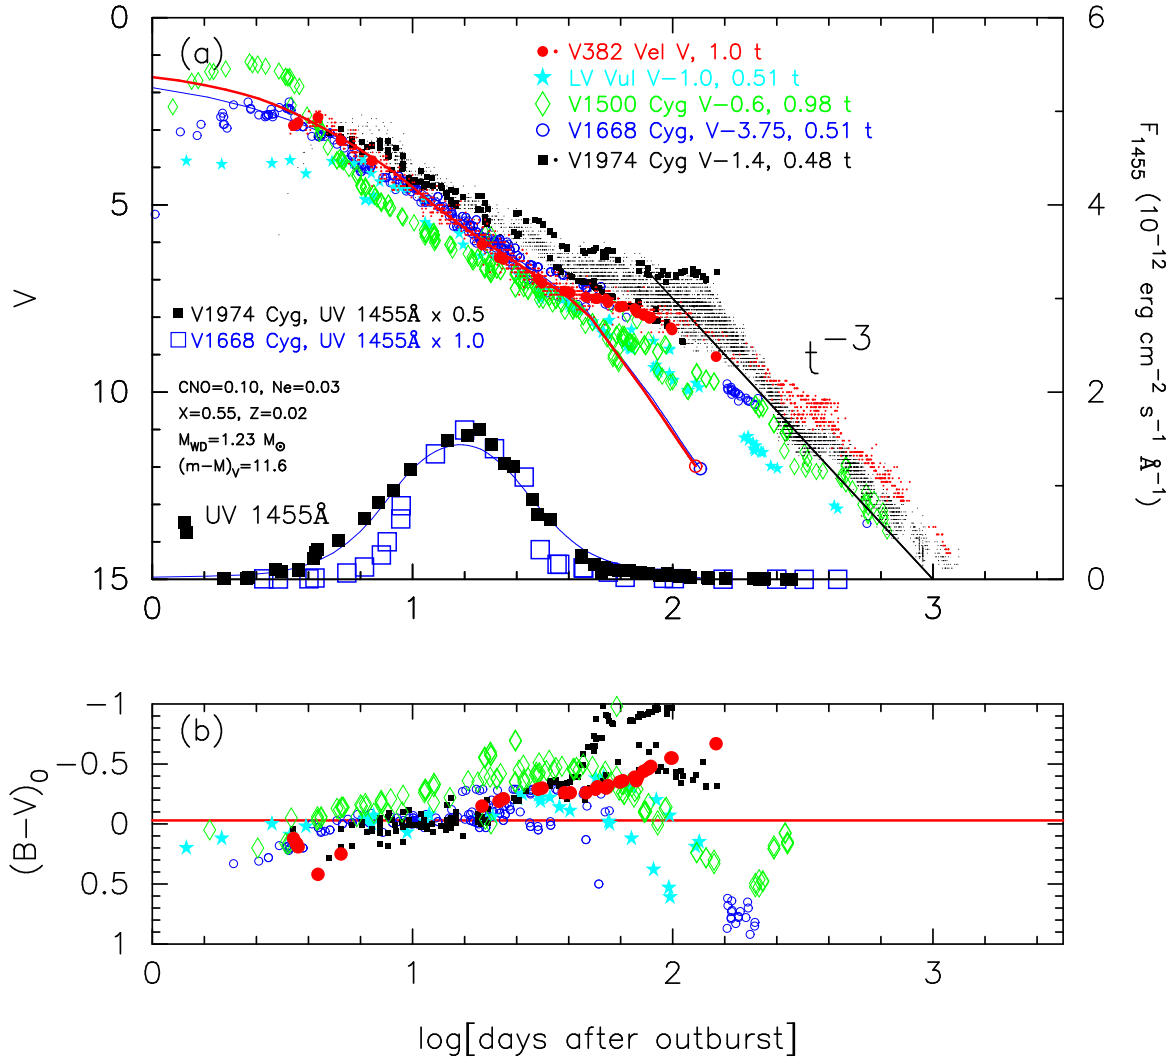 (a)
V382 Vel V, 1.0 t
LV Vul V−1.0, 0.51 t
V1500 Cyg V−0.6, 0.98 t
V1668 Cyg, V−3.75, 0.51 t
V1974 Cyg V−1.4, 0.48 t
0
5
10
15
V
6
4
2
0
F1455 (10−12 erg cm−2 s−1 Å−1)
t−3
V1974 Cyg, UV 1455Å x 0.5
V1668 Cyg, UV 1455Å x 1.0
CNO=0.10, Ne=0.03
X=0.55, Z=0.02
MWD=1.23 M⊙
(m−M)V=11.6
UV 1455Å
0 1 2 3
(b)
−1
−0.5
0
0.5
1
(B−V)0
0 1 2 3
log[days after outburst]